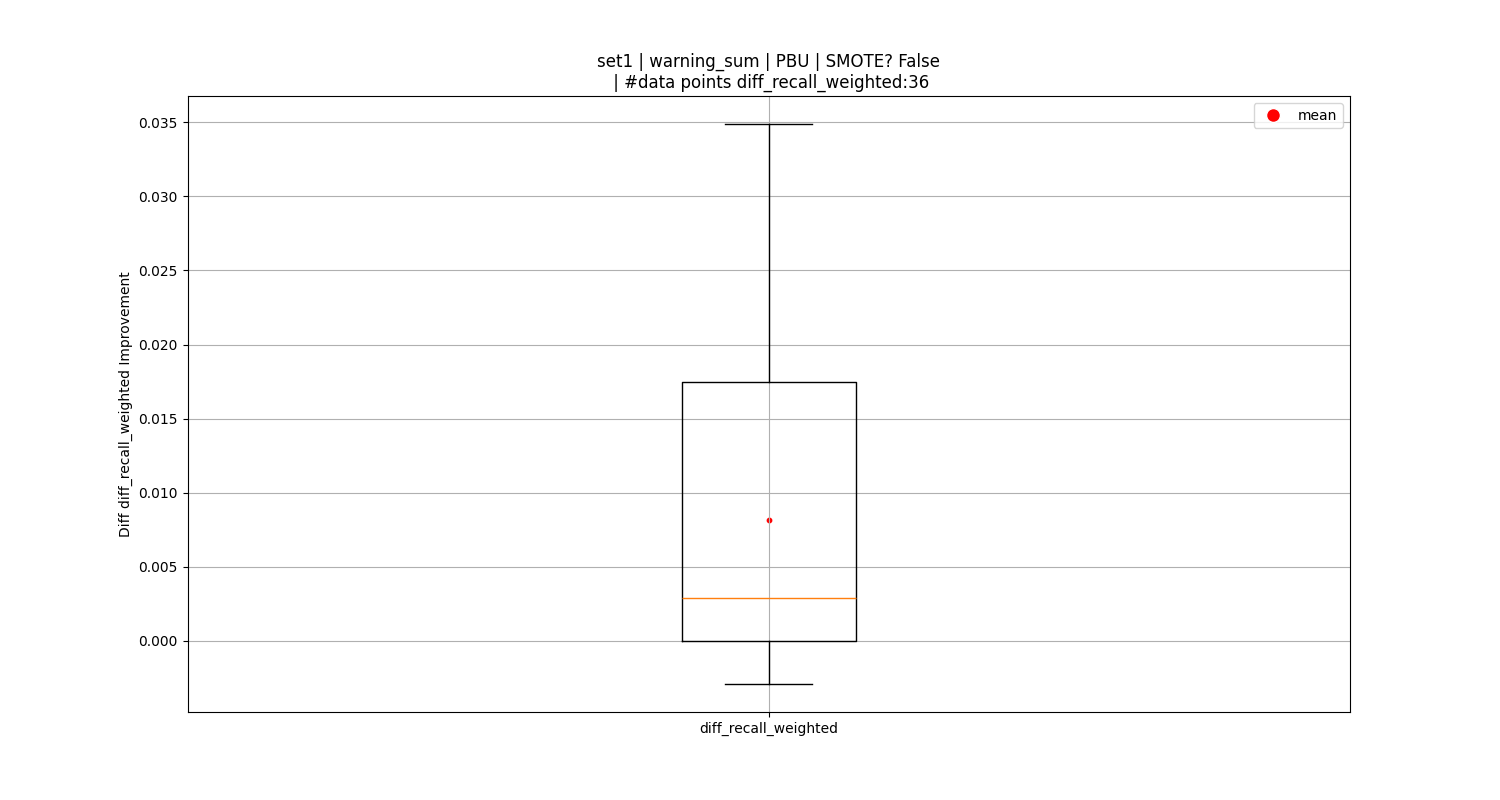 set1 | warning_sum | PBU | SMOTE? False
| #data points diff_recall_weighted:36
mean
0.035
0.030
0.025
0.020
0.015
0.010
0.005
0.000
Diff diff_recall_weighted Improvement
diff_recall_weighted